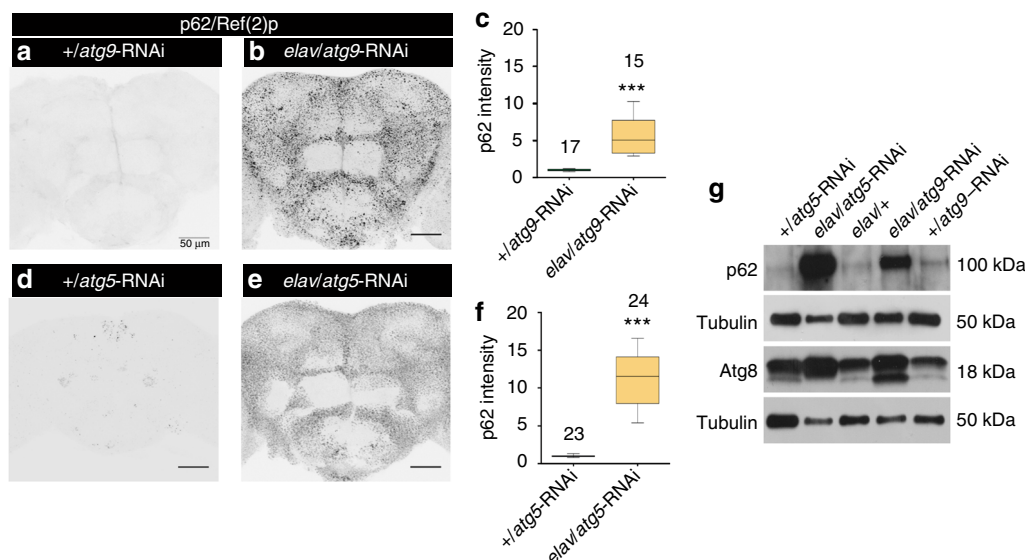 p62/Ref(2)p
a +/atg9-RNAi
b elav/atg9-RNAi
50 μm
c
p62 intensity
20
15
10
5
0
17
15
***
+/atg9-RNAi
elav/atg9-RNAi
d +/atg5-RNAi
e elav/atg5-RNAi
f
p62 intensity
20
15
10
5
0
23
24
***
+/atg5-RNAi
elav/atg5-RNAi
g
+/atg5-RNAi
elav/atg5-RNAi
elav/+
elav/atg9-RNAi
+/atg9–RNAi
p62 100 kDa
Tubulin 50 kDa
Atg8 18 kDa
Tubulin 50 kDa